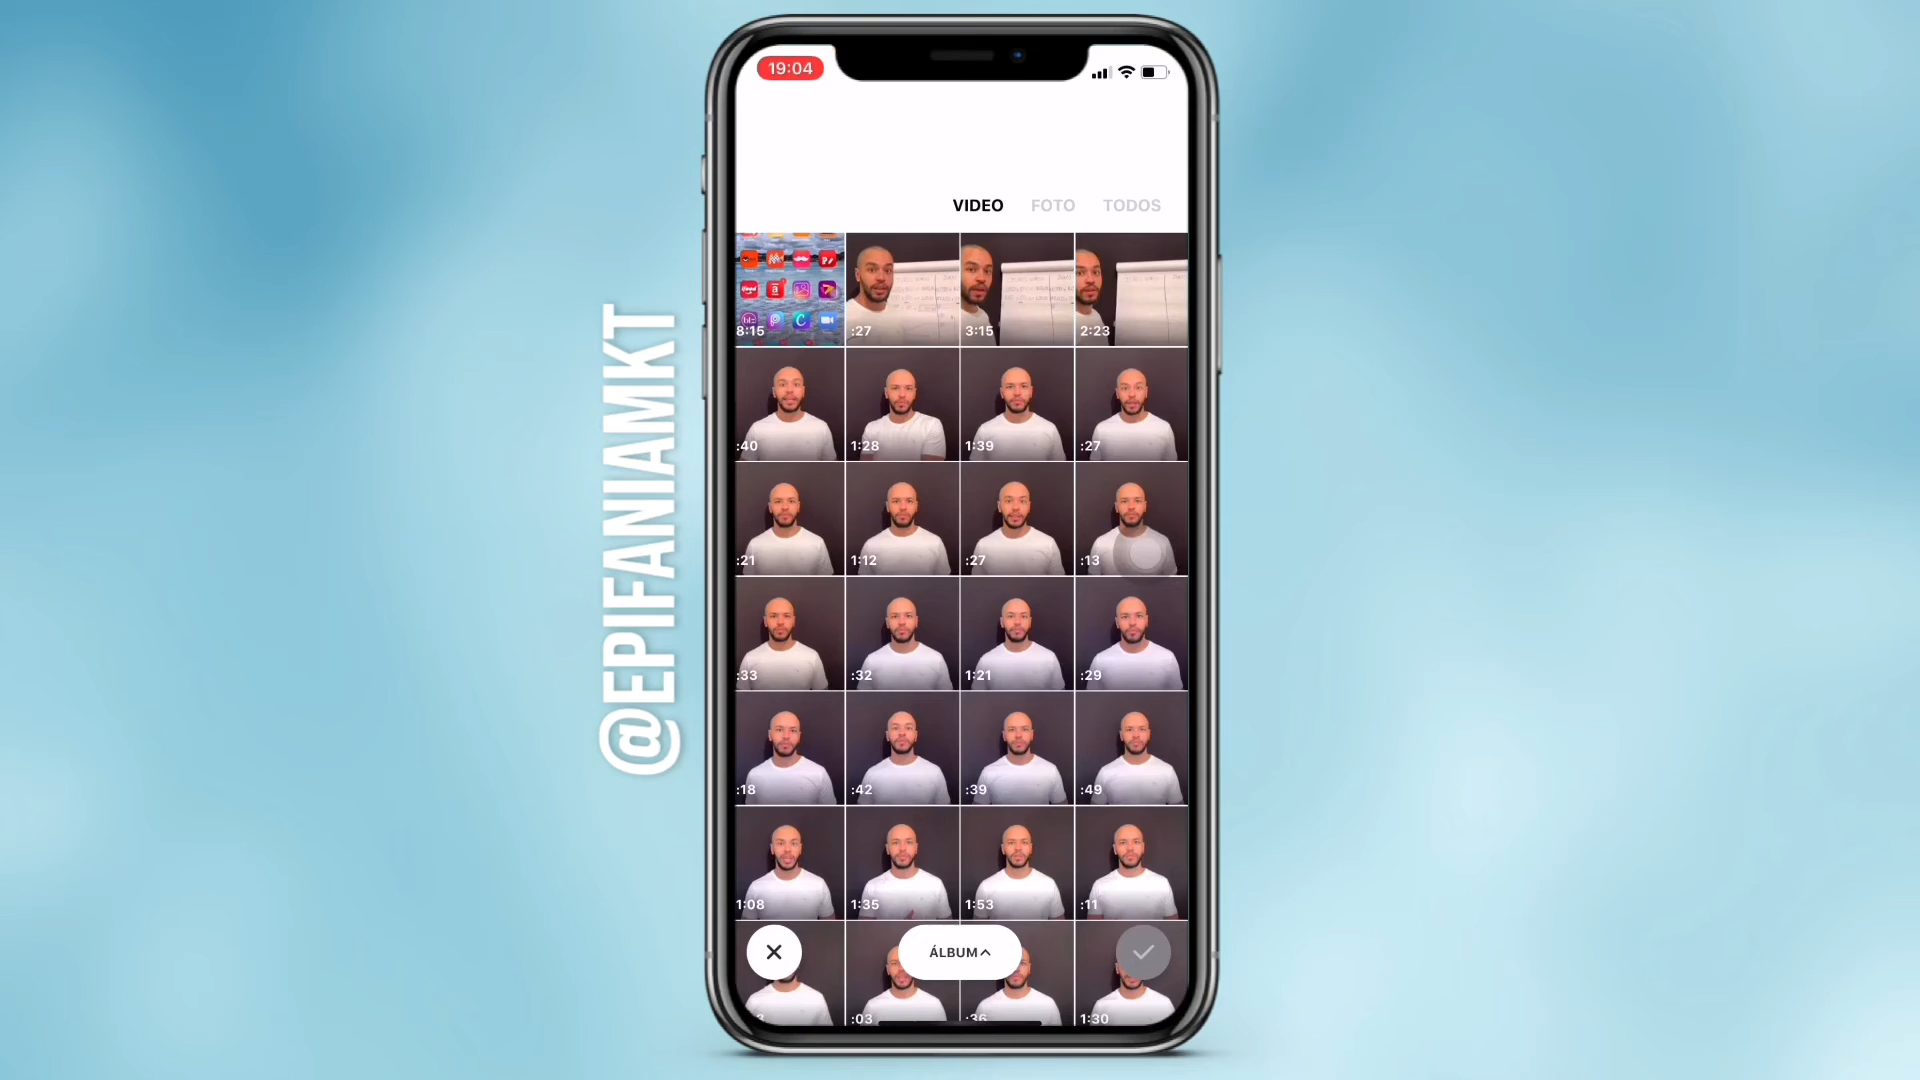 19:04
VIDEO FOTO TODOS
8:15 :27 3:15 2:23
:40 1:28 1:39 :27
:21 1:12 :27 :13
:33 :32 1:21 :29
:18 :42 :39 :49
1:08 1:35 1:53 :11
ÁLBUM
:03 :36 1:30
@EPIFANIAMKT